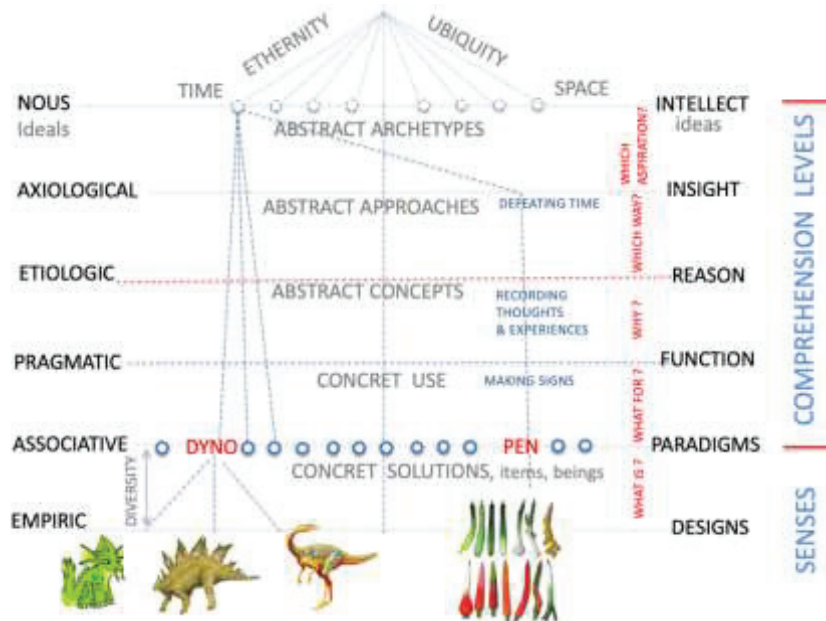 ETHERNITY
UBIQUITY
TIME
SPACE
NOUS
Ideals
ABSTRACT ARCHETYPES
INTELLECT
ideas
WHICH
ASPIRATION?
AXIOLOGICAL
ABSTRACT APPROACHES
DEFEATING TIME
INSIGHT
WHICH WAY?
ETIOLOGIC
ABSTRACT CONCEPTS
REASON
RECORDING
THOUGHTS
& EXPERIENCES
WHY ?
PRAGMATIC
CONCRET USE
MAKING SIGNS
FUNCTION
WHAT FOR ?
ASSOCIATIVE
DYNO
PEN
PARADIGMS
CONCRET SOLUTIONS, items, beings
DIVERSITY
WHAT IS ?
EMPIRIC
DESIGNS
COMPREHENSION LEVELS
SENSES